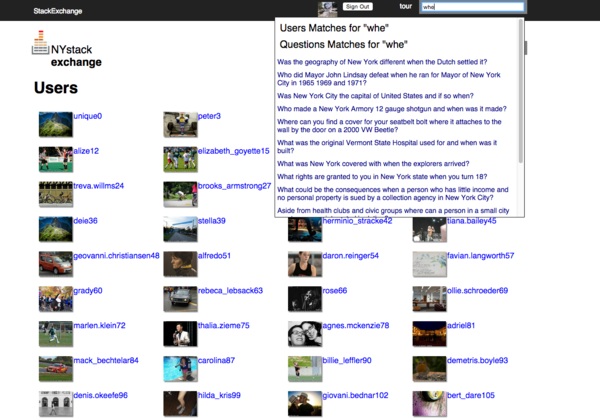 StackExchange
Sign Out
tour
whe
NYstack
exchange
Users Matches for "whe"
Questions Matches for "whe"
Was the geography of New York different when the Dutch settled it?
Who did Mayor John Lindsay defeat when he ran for Mayor of New York
City in 1965 1969 and 1971?
Was New York City the capital of United States and if so when?
Who made a New York Armory 12 gauge shotgun and when was it made?
Where can you find a cover for your seatbelt bolt where it attaches to the
wall by the door on a 2000 VW Beetle?
What was the original Vermont State Hospital used for and when was it
built?
What was New York covered with when the explorers arrived?
What rights are granted to you in New York state when you turn 18?
What could be the consequences when a person who has little income and
no personal property is sued by a collection agency in New York City?
Aside from health clubs and civic groups where can a person in a small city
Users
unique0
peter3
alize12
elizabeth_goyette15
treva.willms24
brooks_armstrong27
deie36
stella39
herminio_stracke42
tiana.bailey45
geovanni.christiansen48
alfredo51
daron.reinger54
favian.langworth57
grady60
rebeca_lebsack63
rose66
ollie.schroeder69
marlen.klein72
thalia.zieme75
agnes.mckenzie78
adriel81
mack_bechtelar84
carolina87
billie_leffler90
demetris.boyle93
denis.okeefe96
hilda_kris99
giovani.bednar102
bert_dare105